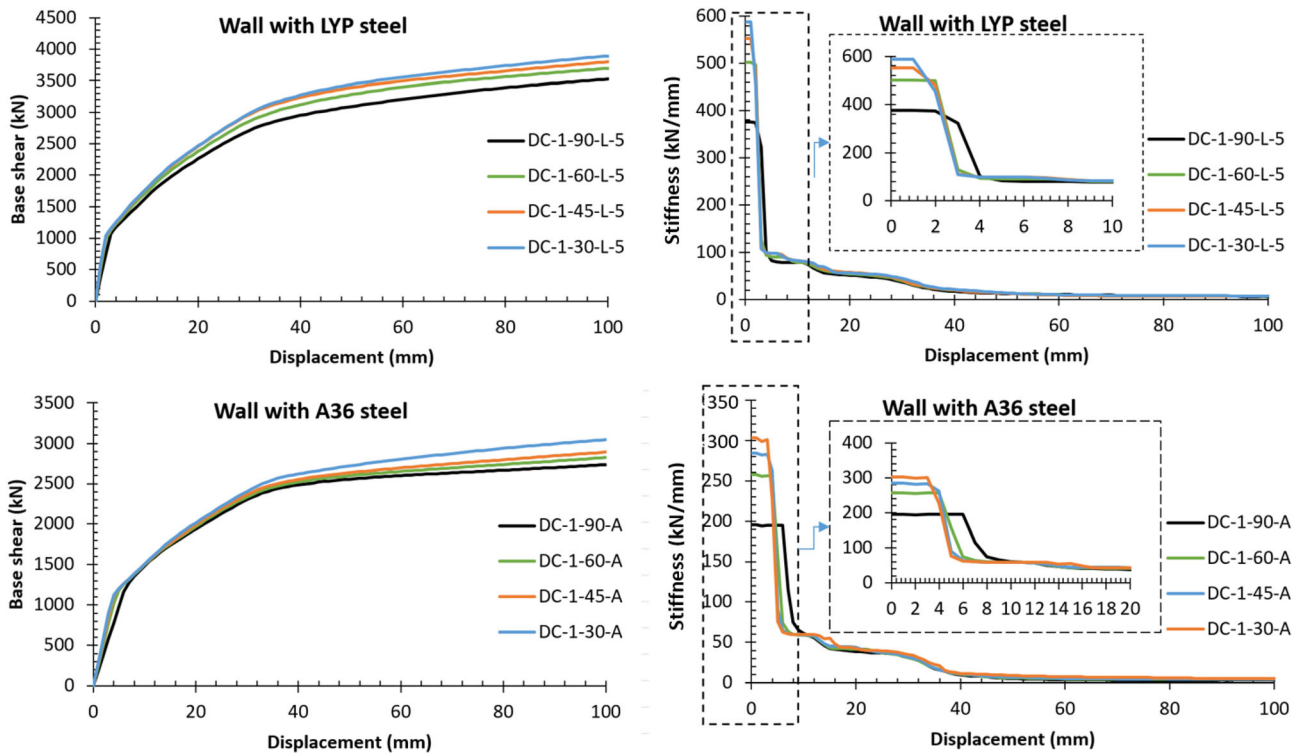 Wall with LYP steel
Base shear (kN)
4500
4000
3500
3000
2500
2000
1500
1000
500
0
DC-1-90-L-5
DC-1-60-L-5
DC-1-45-L-5
DC-1-30-L-5
0 20 40 60 80 100
Displacement (mm)
Wall with LYP steel
Stiffness (kN/mm)
600
500
400
300
200
100
0
600
400
200
0
0 2 4 6 8 10
DC-1-90-L-5
DC-1-60-L-5
DC-1-45-L-5
DC-1-30-L-5
0 20 40 60 80 100
Displacement (mm)
Wall with A36 steel
Base shear (kN)
3500
3000
2500
2000
1500
1000
500
0
DC-1-90-A
DC-1-60-A
DC-1-45-A
DC-1-30-A
0 20 40 60 80 100
Displacement (mm)
Wall with A36 steel
Stiffness (kN/mm)
350
300
250
200
150
100
50
0
400
300
200
100
0
0 2 4 6 8 10 12 14 16 18 20
DC-1-90-A
DC-1-60-A
DC-1-45-A
DC-1-30-A
0 20 40 60 80 100
Displacement (mm)